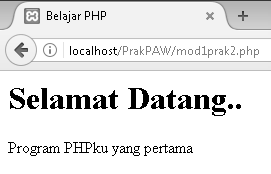 Belajar PHP
localhost/PrakPAW/mod1prak2.php
Selamat Datang..
Program PHPku yang pertama